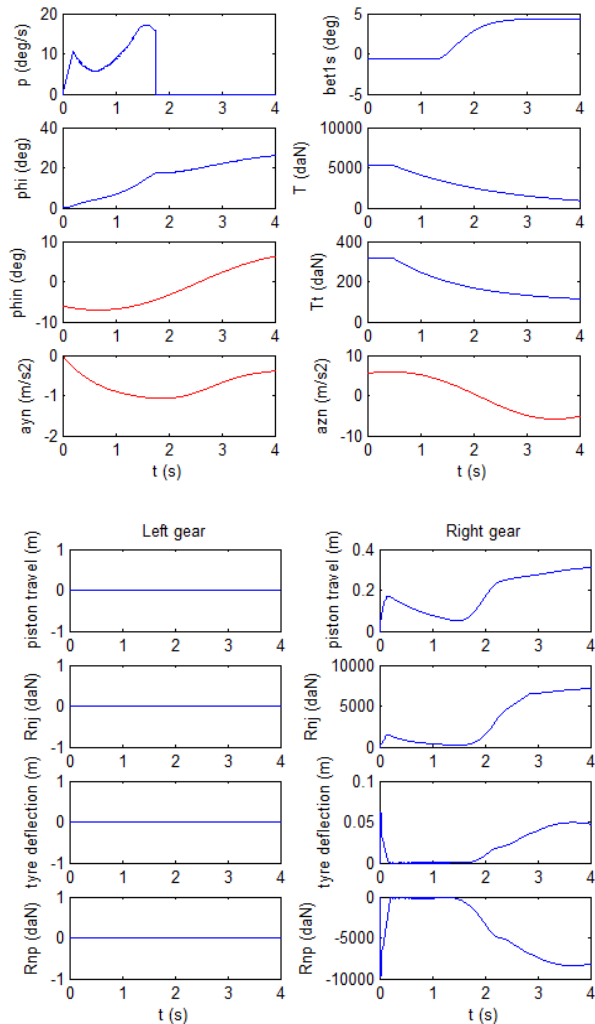 p (deg/s)
20
10
0
0 1 2 3 4
bet1s (deg)
5
0
-5
0 1 2 3 4
phi (deg)
40
20
0
0 1 2 3 4
T (daN)
10000
5000
0
0 1 2 3 4
phin (deg)
10
0
-10
0 1 2 3 4
Tt (daN)
400
200
0
0 1 2 3 4
ayn (m/s2)
0
-1
-2
0 1 2 3 4
t (s)
azn (m/s2)
10
0
-10
0 1 2 3 4
t (s)
Left gear
piston travel (m)
1
0
-1
0 1 2 3 4
Right gear
piston travel (m)
0.4
0.2
0
0 1 2 3 4
Rnj (daN)
1
0
-1
0 1 2 3 4
Rnj (daN)
10000
5000
0
0 1 2 3 4
tyre deflection (m)
1
0
-1
0 1 2 3 4
tyre deflection (m)
0.1
0.05
0
0 1 2 3 4
Rnp (daN)
1
0
-1
0 1 2 3 4
t (s)
Rnp (daN)
0
-5000
-10000
0 1 2 3 4
t (s)